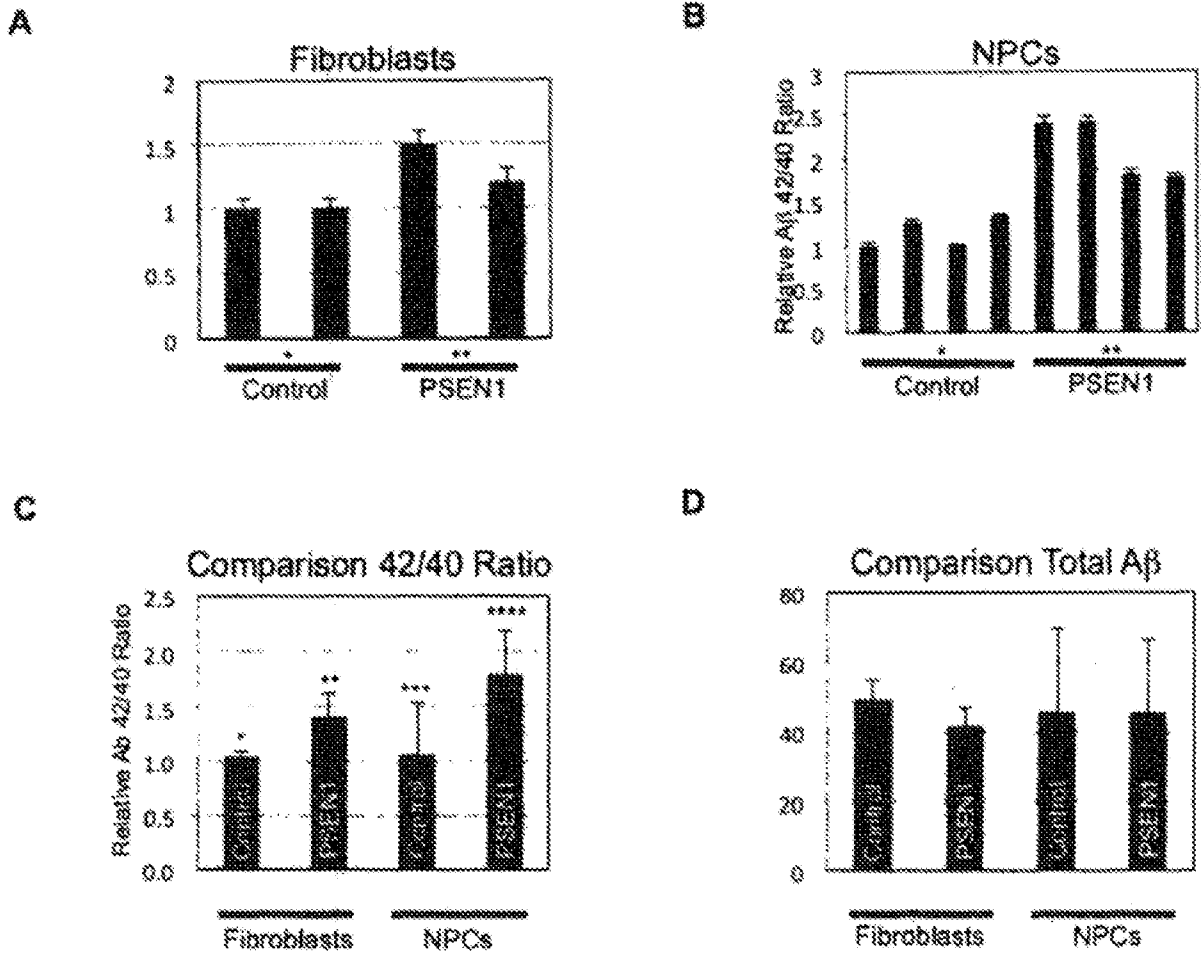 A
Fibroblasts
2
1.5
1
0.5
0
*
**
Control
PSEN1
B
NPCs
Relative Aβ 42/40 Ratio
3
2.5
2
1.5
1
0.5
0
*
**
Control
PSEN1
C
Comparison 42/40 Ratio
Relative Ab 42/40 Ratio
2.5
2.0
1.5
1.0
0.5
0.0
*
**
***
****
Control
PSEN1
Control
PSEN1
Fibroblasts
NPCs
D
Comparison Total Aβ
80
60
40
20
0
Control
PSEN1
Control
PSEN1
Fibroblasts
NPCs